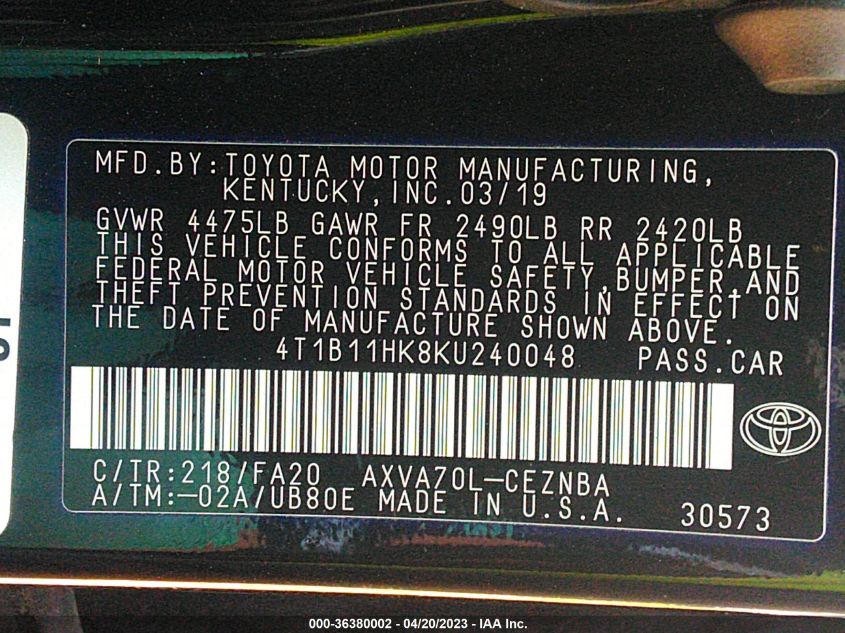 MFD.BY:TOYOTA MOTOR MANUFACTURING,
KENTUCKY,INC.03/19
GVWR 4475LB GAWR FR 2490LB RR 2420LB
THIS VEHICLE CONFORMS TO ALL APPLICABLE
FEDERAL MOTOR VEHICLE SAFETY,BUMPER,AND
THEFT PREVENTION STANDARDS IN EFFECT ON
THE DATE OF MANUFACTURE SHOWN ABOVE.
4T1B11HK8KU240048 PASS.CAR
C/TR:218/FA20 AXVA70L-CEZNBA
A/TM:-02A/UB80E MADE IN U.S.A. 30573
000-36380002 - 04/20/2023 - IAA Inc.